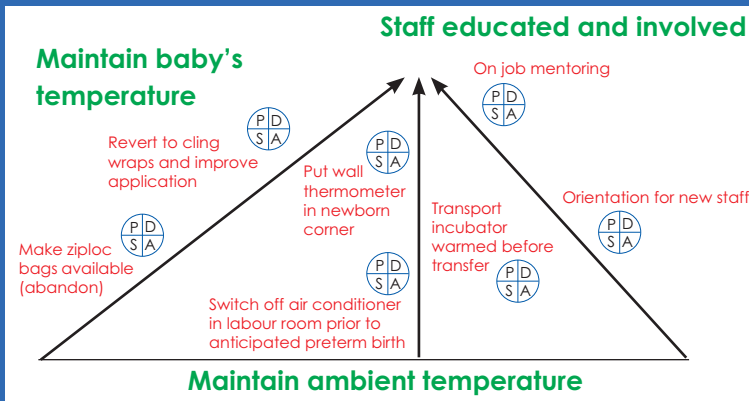 Staff educated and involved
Maintain baby's
temperature
On job mentoring
P D
S A
P D
S A
Revert to cling
wraps and improve
application
P D
S A
Put wall
thermometer
in newborn
corner
Orientation for new staff
P D
S A
Transport
incubator
warmed before
transfer
P D
S A
Make ziploc
bags available
(abandon)
P D
S A
P D
S A
Switch off air conditioner
in labour room prior to
anticipated preterm birth
Maintain ambient temperature